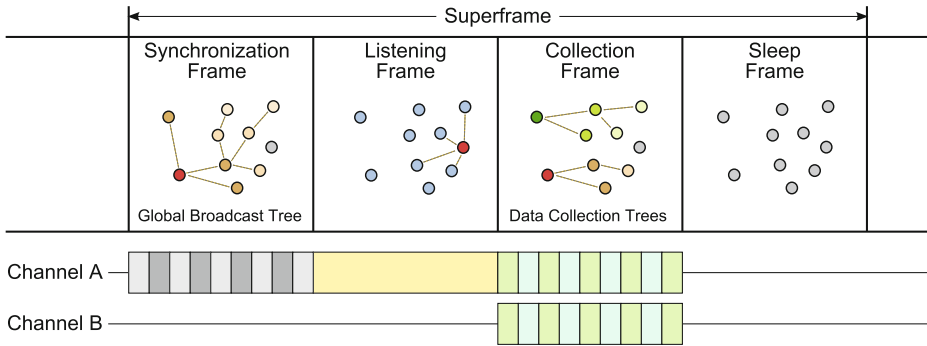 Superframe
Synchronization
Frame
Listening
Frame
Collection
Frame
Sleep
Frame
Global Broadcast Tree
Data Collection Trees
Channel A
Channel B